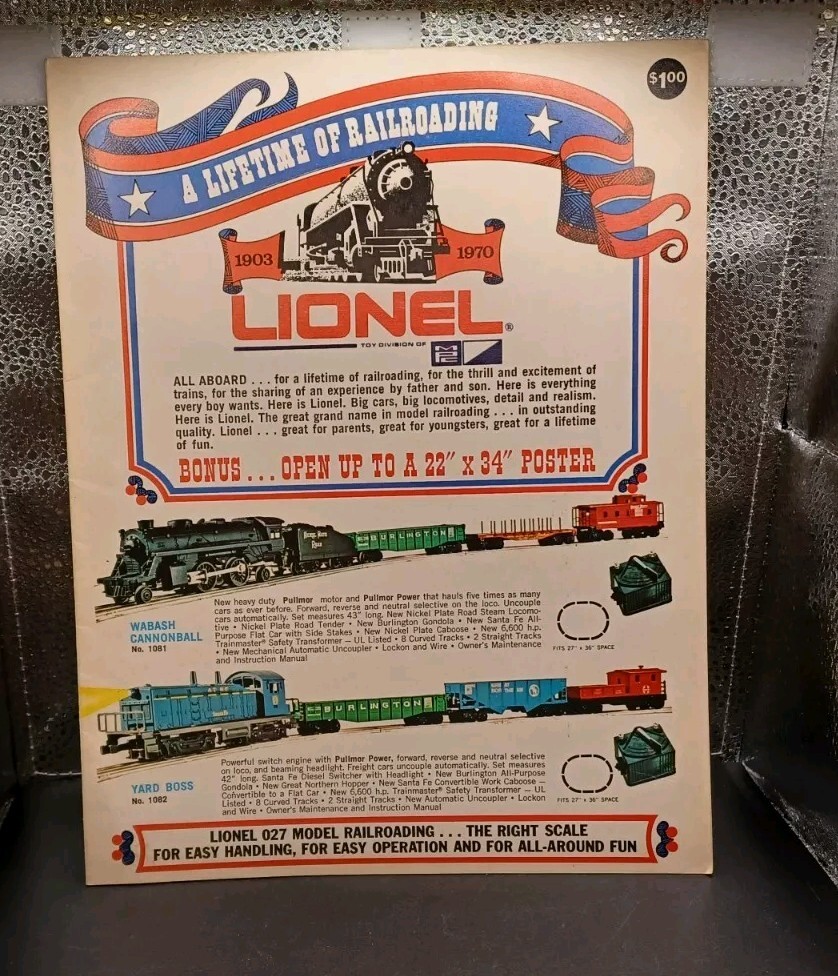 $1.00
A LIFETIME OF RAILROADING
1903
1970
LIONEL®
TOY DIVISION OF MPC
ALL ABOARD . . . for a lifetime of railroading, for the thrill and excitement of
trains, for the sharing of an experience by father and son. Here is everything
every boy wants. Here is Lionel. Big cars, big locomotives, detail and realism.
Here is Lionel. The great grand name in model railroading . . . in outstanding
quality. Lionel . . . great for parents, great for youngsters, great for a lifetime
of fun.
BONUS . . . OPEN UP TO A 22" x 34" POSTER
NICKEL PLATE
ROAD
BURLINGTON
WABASH
CANNONBALL
No. 1081
New heavy duty Pullmor motor and Pullmor Power that hauls five times as many
cars as ever before. Forward, reverse and neutral selective on the loco. Uncouple
cars automatically. Set measures 43" long. New Nickel Plate Road Steam Locomo-
tive • Nickel Plate Road Tender • New Burlington Gondola • New Santa Fe All-
Purpose Flat Car with Side Stakes • New Nickel Plate Caboose • New 6,600 h.p.
Trainmaster® Safety Transformer — UL Listed • 8 Curved Tracks • 2 Straight Tracks
• New Mechanical Automatic Uncoupler • Lockon and Wire • Owner's Maintenance
and Instruction Manual
FITS 27" x 36" SPACE
BURLINGTON
YARD BOSS
No. 1082
Powerful switch engine with Pullmor Power, forward, reverse and neutral selective
on loco, and beaming headlight. Freight cars uncouple automatically. Set measures
42" long. Santa Fe Diesel Switcher with Headlight • New Burlington All-Purpose
Gondola • New Great Northern Hopper • New Santa Fe Convertible Work Caboose —
Convertible to a Flat Car • New 6,600 h.p. Trainmaster® Safety Transformer — UL
Listed • 8 Curved Tracks • 2 Straight Tracks • New Automatic Uncoupler • Lockon
and Wire • Owner's Maintenance and Instruction Manual
FITS 27" x 36" SPACE
LIONEL 027 MODEL RAILROADING . . . THE RIGHT SCALE
FOR EASY HANDLING, FOR EASY OPERATION AND FOR ALL-AROUND FUN